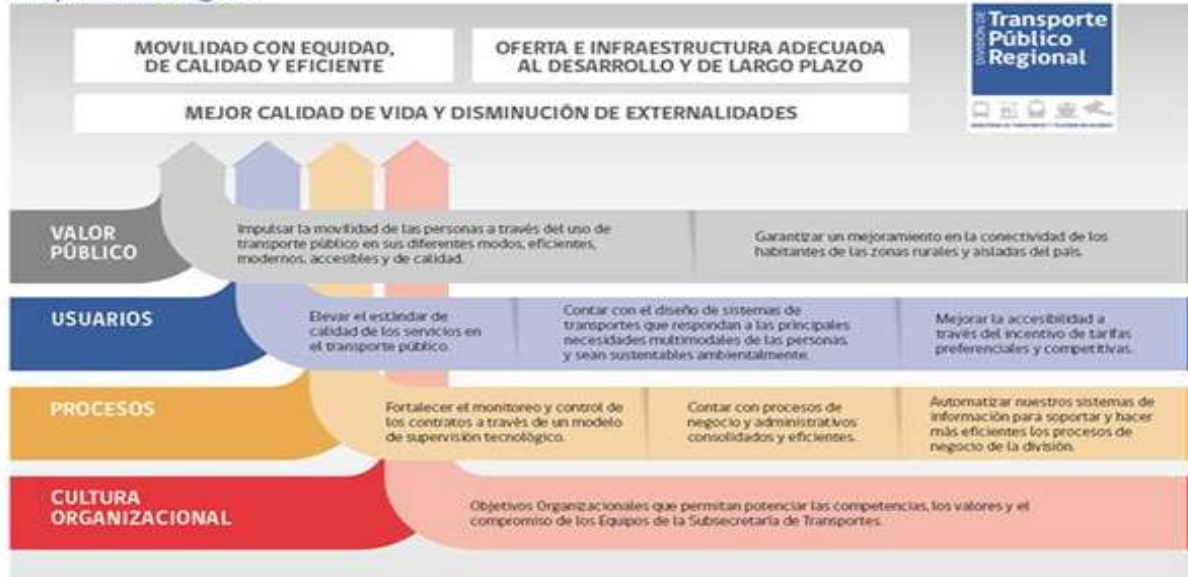 MOVILIDAD CON EQUIDAD,
DE CALIDAD Y EFICIENTE
OFERTA E INFRAESTRUCTURA ADECUADA
AL DESARROLLO Y DE LARGO PLAZO
MEJOR CALIDAD DE VIDA Y DISMINUCIÓN DE EXTERNALIDADES
DIVISIÓN DE
Transporte
Público
Regional
VALOR
PÚBLICO
Impulsar la movilidad de las personas a través del uso de
transporte público en sus diferentes modos, eficientes,
modernos, accesibles y de calidad.
Garantizar un mejoramiento en la conectividad de los
habitantes de las zonas rurales y aisladas del país.
USUARIOS
Elevar el estándar de
calidad de los servicios en
el transporte público.
Contar con el diseño de sistemas de
transportes que respondan a las principales
necesidades multimodales de las personas
y sean sustentables ambientalmente.
Mejorar la accesibilidad a
través del incentivo de tarifas
preferenciales y competitivas.
PROCESOS
Fortalecer el monitoreo y control de
los contratos a través de un modelo
de supervisión tecnológico.
Contar con procesos de
negocio y administrativos
consolidados y eficientes.
Automatizar nuestros sistemas de
información para soportar y hacer
más eficientes los procesos de
negocio de la división.
CULTURA
ORGANIZACIONAL
Objetivos Organizacionales que permitan potenciar las competencias, los valores y el
compromiso de los Equipos de la Subsecretaría de Transportes.